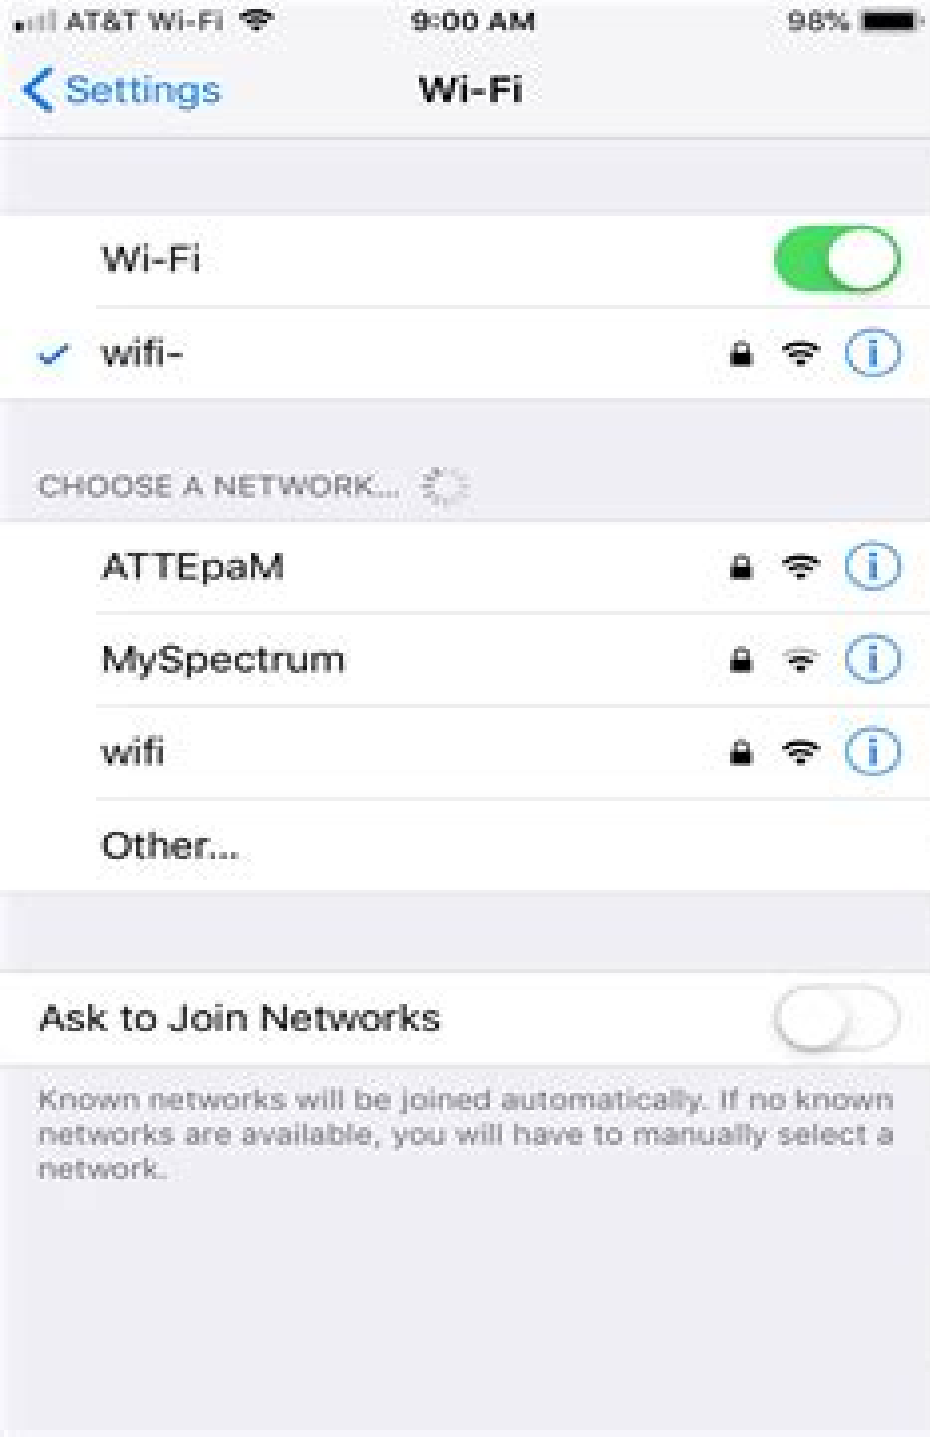 AT&T Wi-Fi 9:00 AM 98%
Settings Wi-Fi
Wi-Fi
wifi-
CHOOSE A NETWORK...
ATTEpaM
MySpectrum
wifi
Other...
Ask to Join Networks
Known networks will be joined automatically. If no known
networks are available, you will have to manually select a
network.